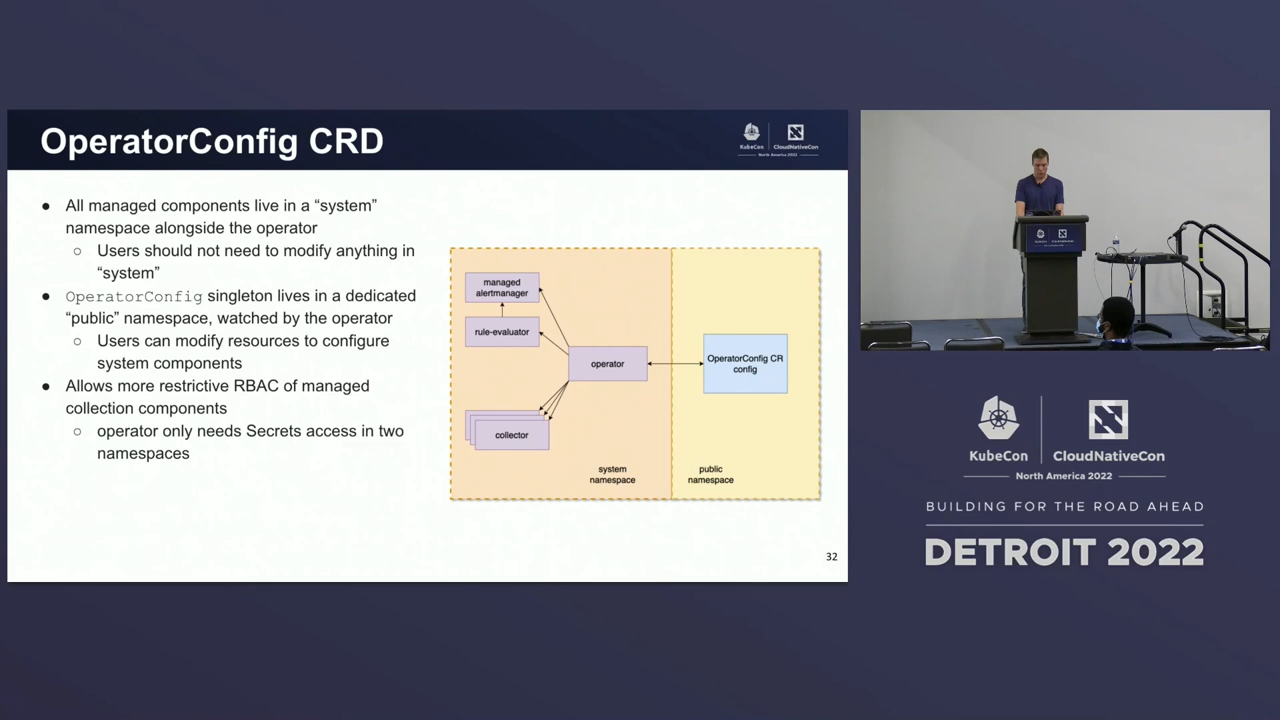 OperatorConfig CRD
KubeCon
CloudNativeCon
North America 2022
● All managed components live in a “system”
namespace alongside the operator
○ Users should not need to modify anything in
“system”
● OperatorConfig singleton lives in a dedicated
“public” namespace, watched by the operator
○ Users can modify resources to configure
system components
● Allows more restrictive RBAC of managed
collection components
○ operator only needs Secrets access in two
namespaces
managed
alertmanager
rule-evaluator
operator
collector
system
namespace
OperatorConfig CR
config
public
namespace
32
KubeCon
CloudNativeCon
North America 2022
BUILDING FOR THE ROAD AHEAD
DETROIT 2022